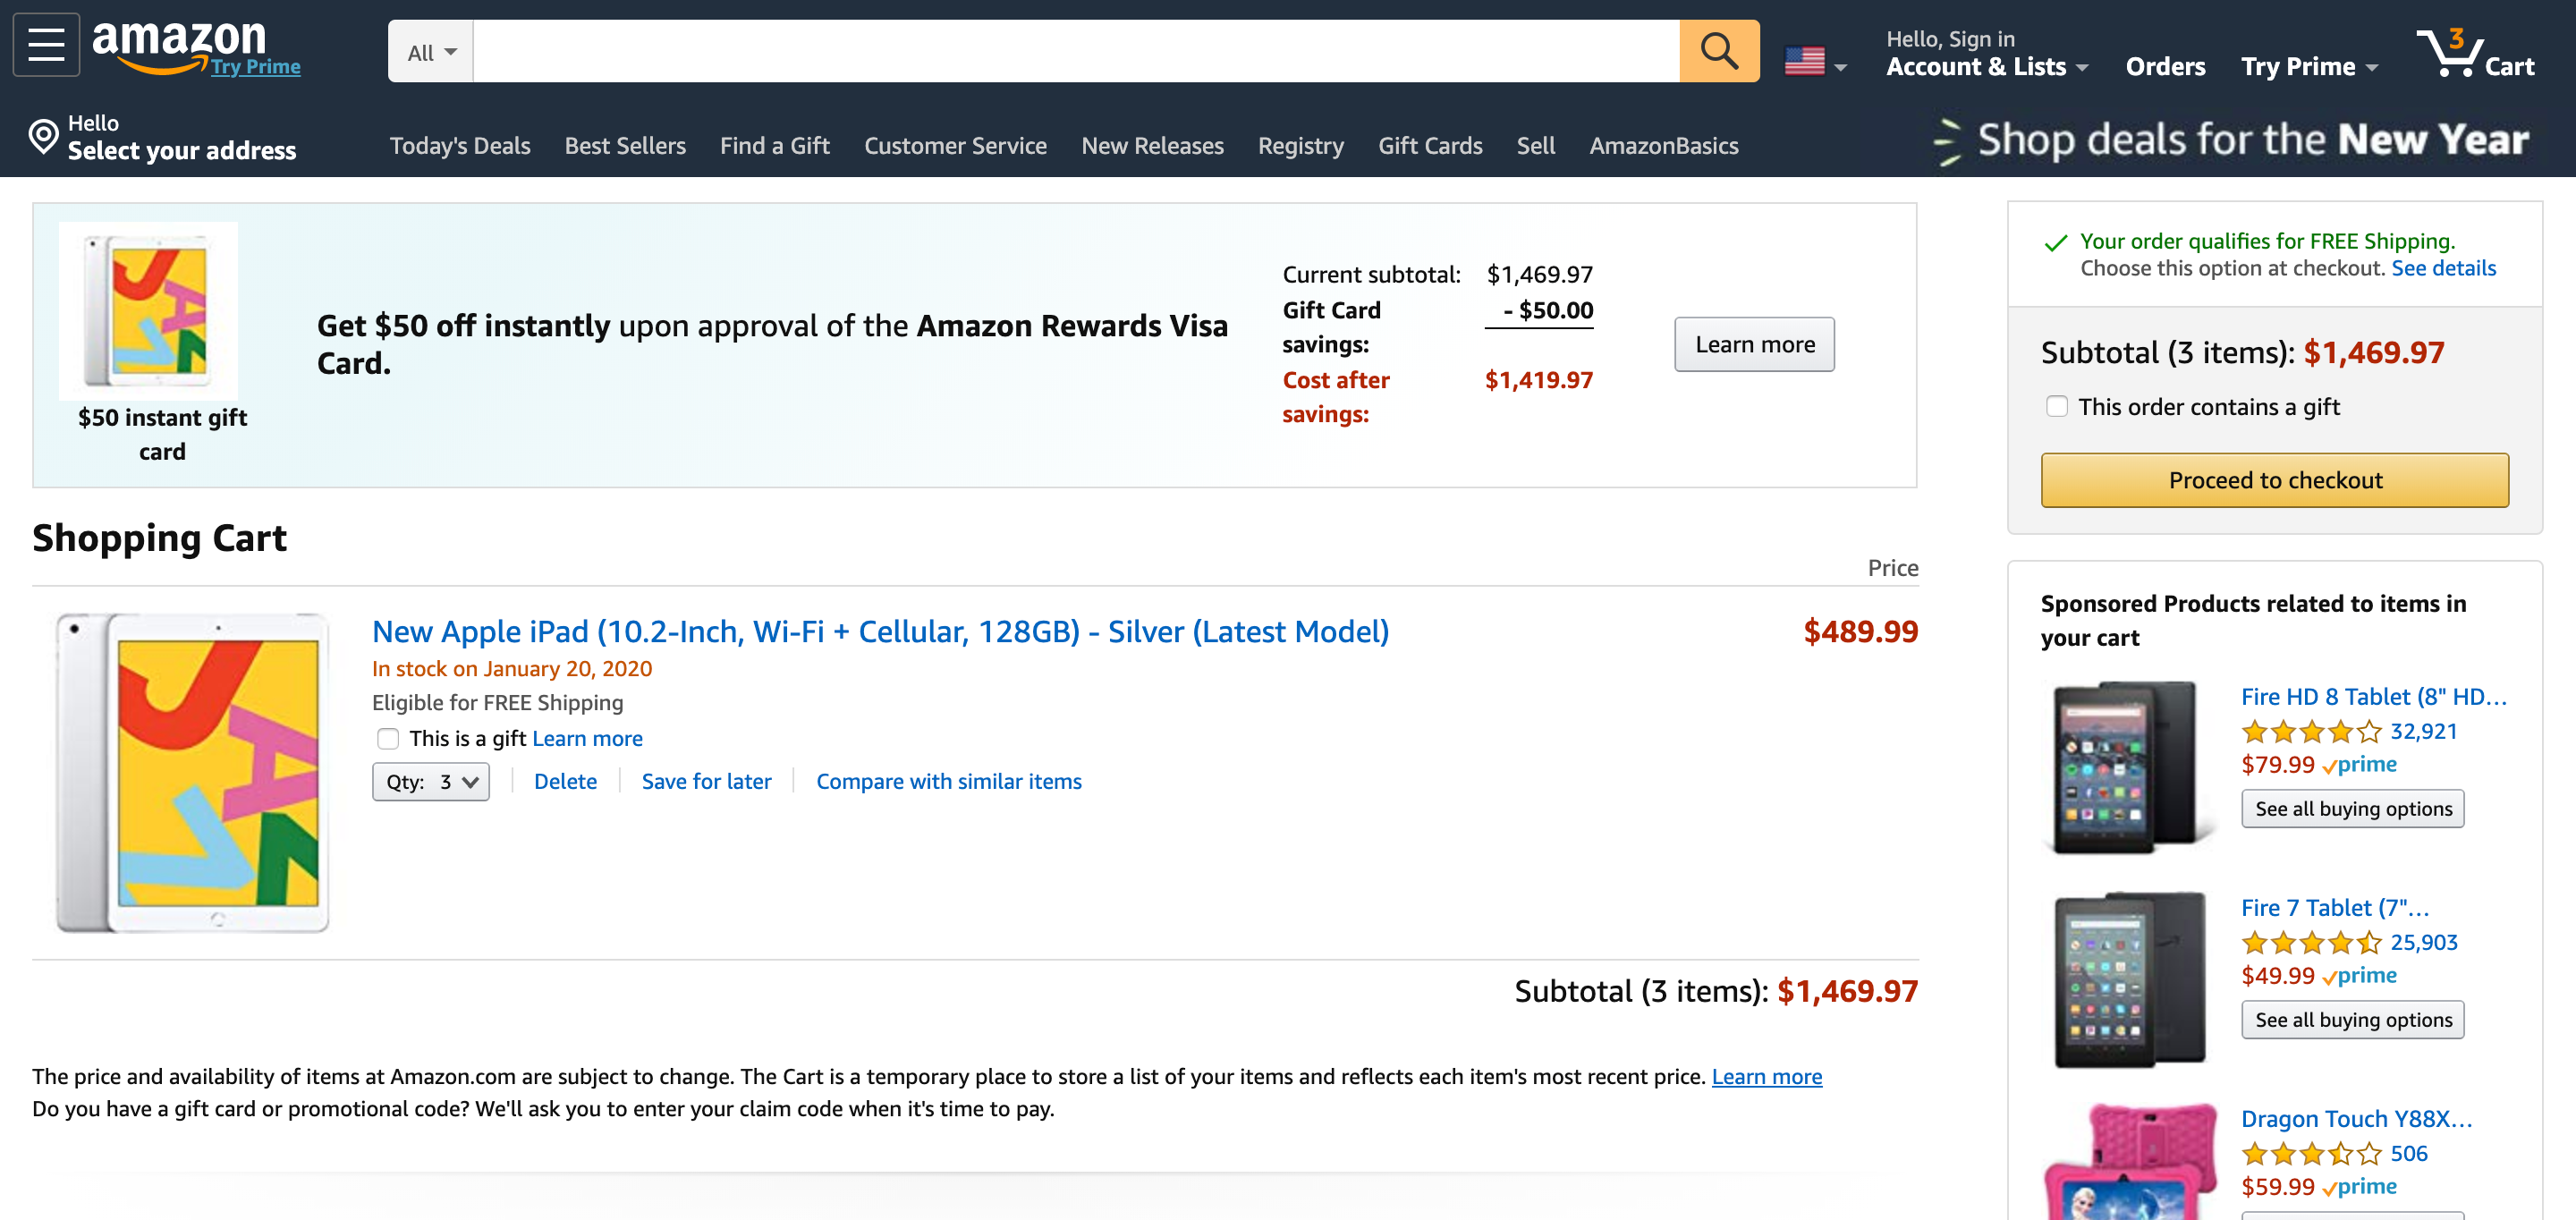 amazon
Try Prime
All
Hello, Sign in
Account & Lists
Orders
Try Prime
3
Cart
Hello
Select your address
Today's Deals
Best Sellers
Find a Gift
Customer Service
New Releases
Registry
Gift Cards
Sell
AmazonBasics
Shop deals for the New Year
$50 instant gift
card
Get $50 off instantly upon approval of the Amazon Rewards Visa
Card.
Current subtotal: $1,469.97
Gift Card - $50.00
savings:
Cost after $1,419.97
savings:
Learn more
Your order qualifies for FREE Shipping.
Choose this option at checkout. See details
Subtotal (3 items): $1,469.97
This order contains a gift
Proceed to checkout
Shopping Cart
Price
New Apple iPad (10.2-Inch, Wi-Fi + Cellular, 128GB) - Silver (Latest Model)
$489.99
In stock on January 20, 2020
Eligible for FREE Shipping
This is a gift Learn more
Qty: 3
Delete
Save for later
Compare with similar items
Subtotal (3 items): $1,469.97
The price and availability of items at Amazon.com are subject to change. The Cart is a temporary place to store a list of your items and reflects each item's most recent price. Learn more
Do you have a gift card or promotional code? We'll ask you to enter your claim code when it's time to pay.
Sponsored Products related to items in
your cart
Fire HD 8 Tablet (8" HD...
32,921
$79.99 prime
See all buying options
Fire 7 Tablet (7"...
25,903
$49.99 prime
See all buying options
Dragon Touch Y88X...
506
$59.99 prime